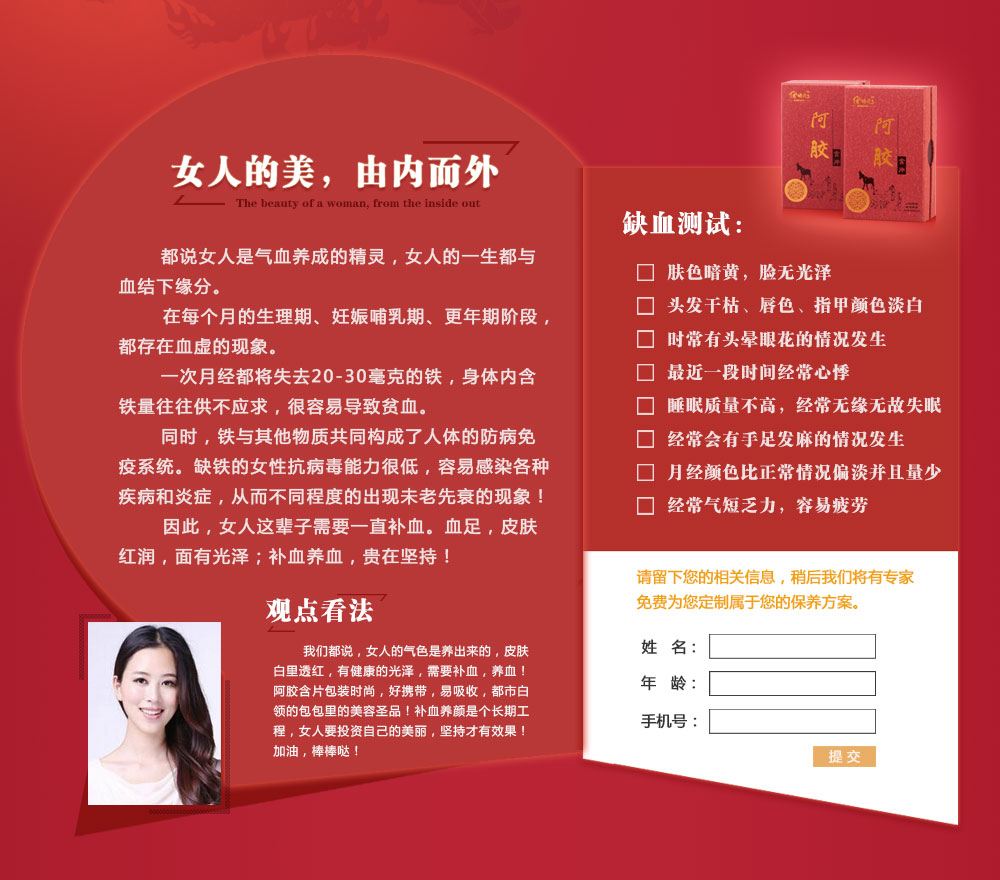 女人的美，由内而外
The beauty of a woman, from the inside out
都说女人是气血养成的精灵，女人的一生都与
血结下缘分。
在每个月的生理期、妊娠哺乳期、更年期阶段，
都存在血虚的现象。
一次月经都将失去20-30毫克的铁，身体内含
铁量往往供不应求，很容易导致贫血。
同时，铁与其他物质共同构成了人体的防病免
疫系统。缺铁的女性抗病毒能力很低，容易感染各种
疾病和炎症，从而不同程度的出现未老先衰的现象！
因此，女人这辈子需要一直补血。血足，皮肤
红润，面有光泽；补血养血，贵在坚持！
观点看法
我们都说，女人的气色是养出来的，皮肤
白里透红，有健康的光泽，需要补血，养血！
阿胶含片包装时尚，好携带，易吸收，都市白
领的包包里的美容圣品！补血养颜是个长期工
程，女人要投资自己的美丽，坚持才有效果！
加油，棒棒哒！
阿胶
阿胶
缺血测试：
肤色暗黄，脸无光泽
头发干枯、唇色、指甲颜色淡白
时常有头晕眼花的情况发生
最近一段时间经常心悸
睡眠质量不高，经常无缘无故失眠
经常会有手足发麻的情况发生
月经颜色比正常情况偏淡并且量少
经常气短乏力，容易疲劳
请留下您的相关信息，稍后我们将有专家
免费为您定制属于您的保养方案。
姓 名：
年 龄：
手机号：
提 交